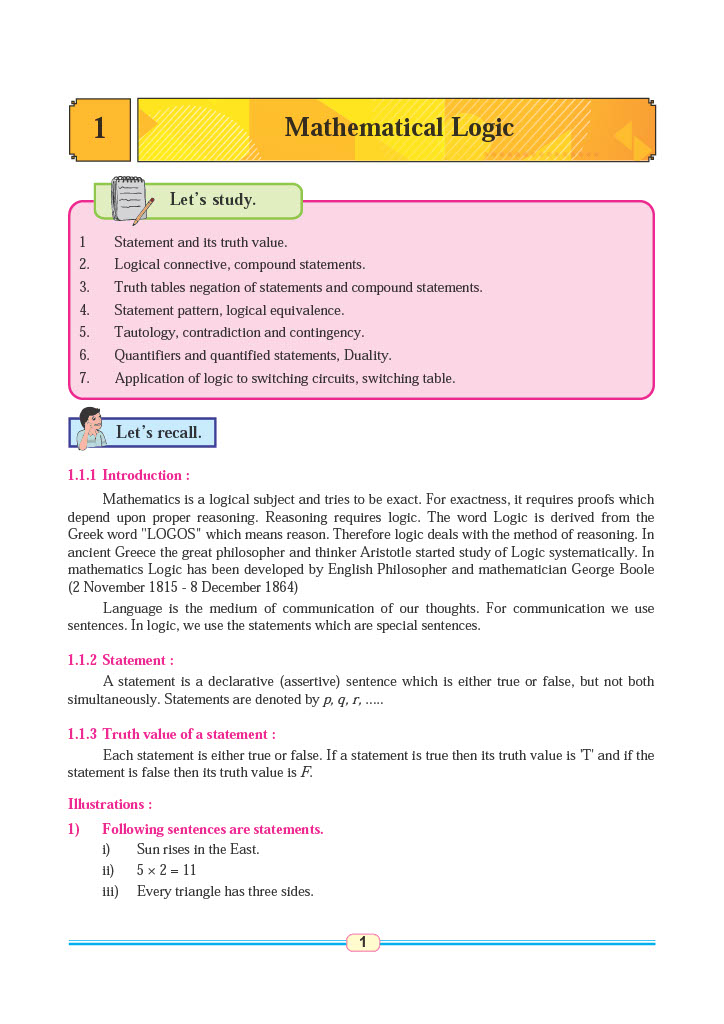 1
Mathematical Logic
Let's study.
1 Statement and its truth value.
2. Logical connective, compound statements.
3. Truth tables negation of statements and compound statements.
4. Statement pattern, logical equivalence.
5. Tautology, contradiction and contingency.
6. Quantifiers and quantified statements, Duality.
7. Application of logic to switching circuits, switching table.
Let's recall.
1.1.1 Introduction :
Mathematics is a logical subject and tries to be exact. For exactness, it requires proofs which
depend upon proper reasoning. Reasoning requires logic. The word Logic is derived from the
Greek word "LOGOS" which means reason. Therefore logic deals with the method of reasoning. In
ancient Greece the great philosopher and thinker Aristotle started study of Logic systematically. In
mathematics Logic has been developed by English Philosopher and mathematician George Boole
(2 November 1815 - 8 December 1864)
Language is the medium of communication of our thoughts. For communication we use
sentences. In logic, we use the statements which are special sentences.
1.1.2 Statement :
A statement is a declarative (assertive) sentence which is either true or false, but not both
simultaneously. Statements are denoted by p, q, r, .....
1.1.3 Truth value of a statement :
Each statement is either true or false. If a statement is true then its truth value is 'T' and if the
statement is false then its truth value is F.
Illustrations :
1) Following sentences are statements.
i) Sun rises in the East.
ii) 5 × 2 = 11
iii) Every triangle has three sides.
1